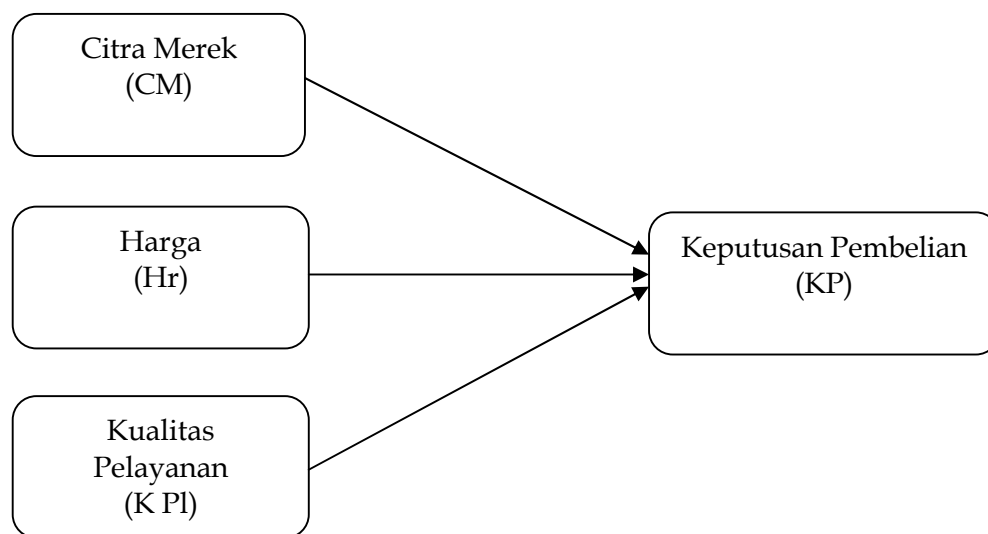 Citra Merek
(CM)
Harga
(Hr)
Kualitas
Pelayanan
(K Pl)
Keputusan Pembelian
(KP)